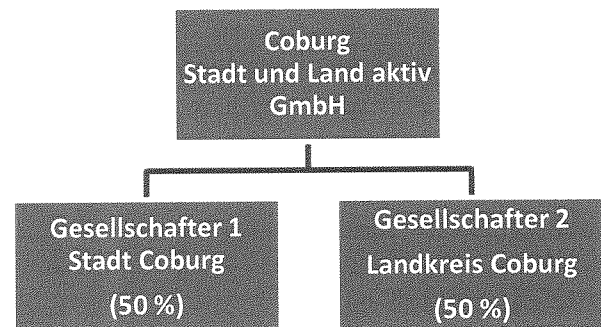 Coburg
Stadt und Land aktiv
GmbH
Gesellschafter 1
Stadt Coburg
(50 %)
Gesellschafter 2
Landkreis Coburg
(50 %)